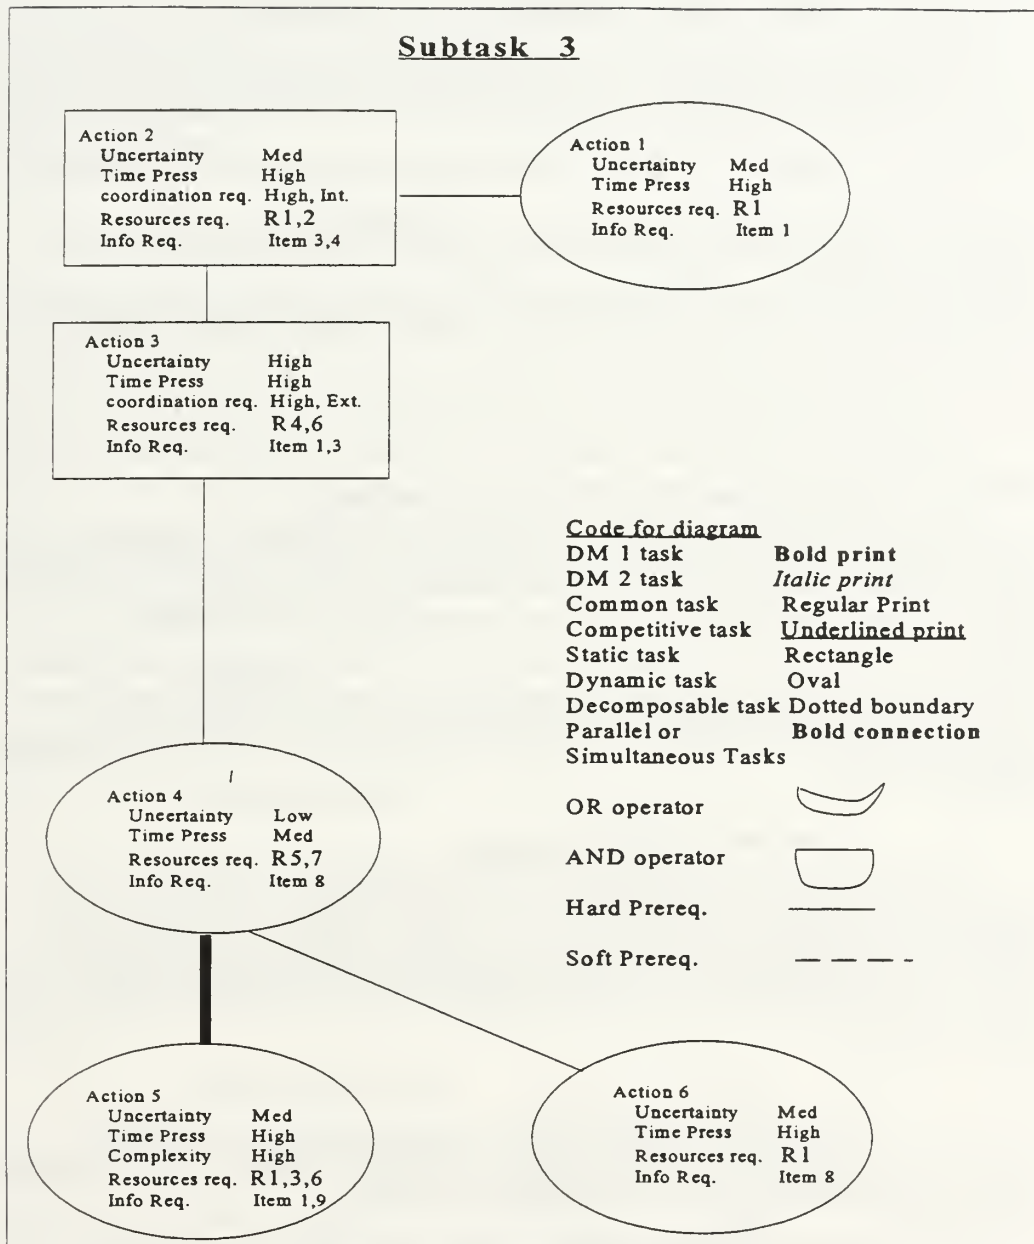 Subtask 3
Action 2
Uncertainty Med
Time Press High
coordination req. High, Int.
Resources req. R1,2
Info Req. Item 3,4
Action 1
Uncertainty Med
Time Press High
Resources req. R1
Info Req. Item 1
Action 3
Uncertainty High
Time Press High
coordination req. High, Ext.
Resources req. R4,6
Info Req. Item 1,3
Code for diagram
DM 1 task Bold print
DM 2 task Italic print
Common task Regular Print
Competitive task Underlined print
Static task Rectangle
Dynamic task Oval
Decomposable task Dotted boundary
Parallel or Bold connection
Simultaneous Tasks
OR operator
AND operator
Hard Prereq.
Soft Prereq.
Action 4
Uncertainty Low
Time Press Med
Resources req. R5,7
Info Req. Item 8
Action 5
Uncertainty Med
Time Press High
Complexity High
Resources req. R1,3,6
Info Req. Item 1,9
Action 6
Uncertainty Med
Time Press High
Resources req. R1
Info Req. Item 8